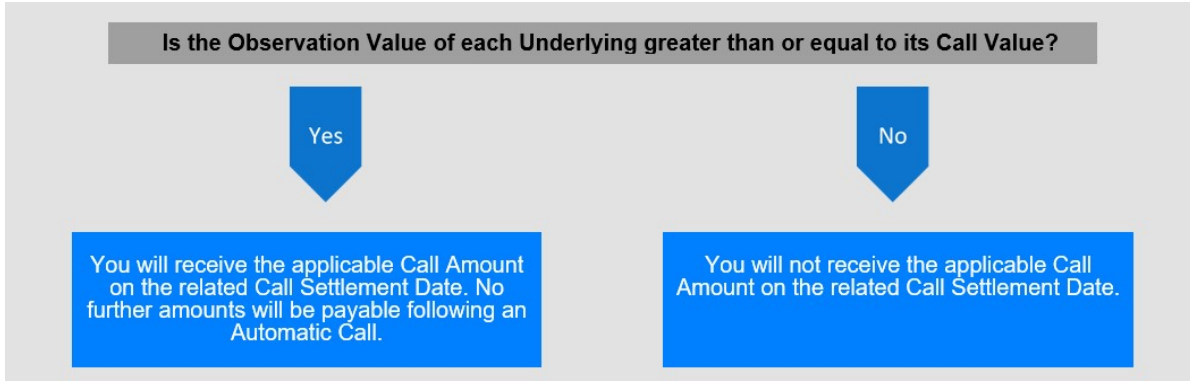 Is the Observation Value of each Underlying greater than or equal to its Call Value?
Yes
No
You will receive the applicable Call Amount
on the related Call Settlement Date. No
further amounts will be payable following an
Automatic Call.
You will not receive the applicable Call
Amount on the related Call Settlement Date.